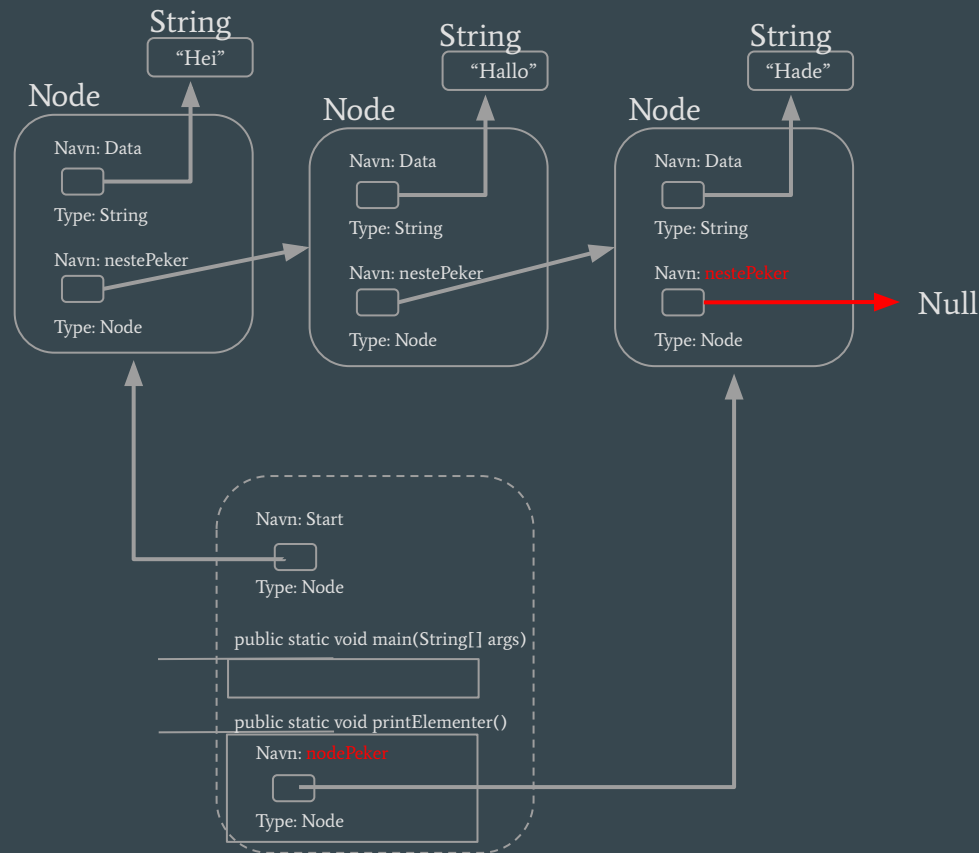 String
“Hei”
String
“Hallo”
String
“Hade”
Node
Navn: Data
Type: String
Navn: nestePeker
Type: Node
Node
Navn: Data
Type: String
Navn: nestePeker
Type: Node
Node
Navn: Data
Type: String
Navn: nestePeker
Type: Node
Null
Navn: Start
Type: Node
public static void main(String[] args)
public static void printElementer()
Navn: nodePeker
Type: Node